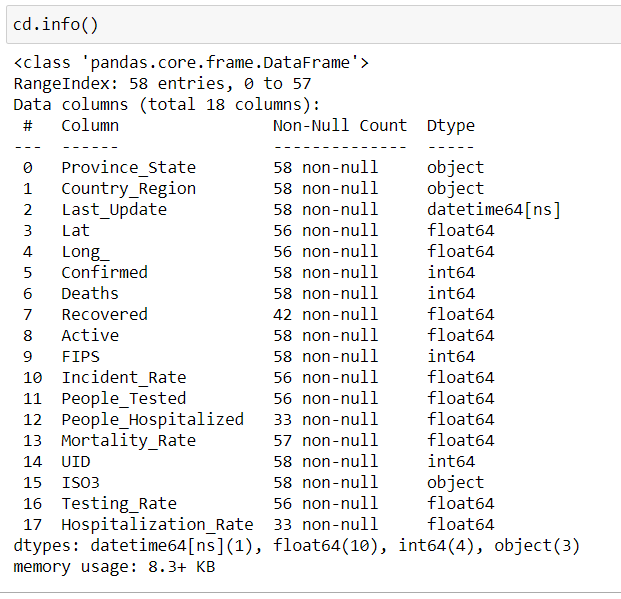 cd.info()
<class 'pandas.core.frame.DataFrame'>
RangeIndex: 58 entries, 0 to 57
Data columns (total 18 columns):
 #   Column                Non-Null Count  Dtype
---  ------                --------------  -----
 0   Province_State        58 non-null     object
 1   Country_Region        58 non-null     object
 2   Last_Update           58 non-null     datetime64[ns]
 3   Lat                   56 non-null     float64
 4   Long_                 56 non-null     float64
 5   Confirmed             58 non-null     int64
 6   Deaths                58 non-null     int64
 7   Recovered             42 non-null     float64
 8   Active                58 non-null     float64
 9   FIPS                  58 non-null     int64
 10  Incident_Rate         56 non-null     float64
 11  People_Tested         56 non-null     float64
 12  People_Hospitalized   33 non-null     float64
 13  Mortality_Rate        57 non-null     float64
 14  UID                   58 non-null     int64
 15  ISO3                  58 non-null     object
 16  Testing_Rate          56 non-null     float64
 17  Hospitalization_Rate  33 non-null     float64
dtypes: datetime64[ns](1), float64(10), int64(4), object(3)
memory usage: 8.3+ KB